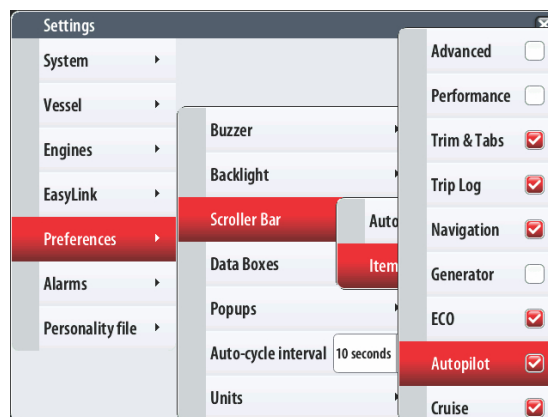 Settings
System
Vessel
Engines
EasyLink
Preferences
Alarms
Personality file
Buzzer
Backlight
Scroller Bar
Data Boxes
Popups
Auto-cycle interval 10 seconds
Units
Auto
Item
Advanced
Performance
Trim & Tabs
Trip Log
Navigation
Generator
ECO
Autopilot
Cruise